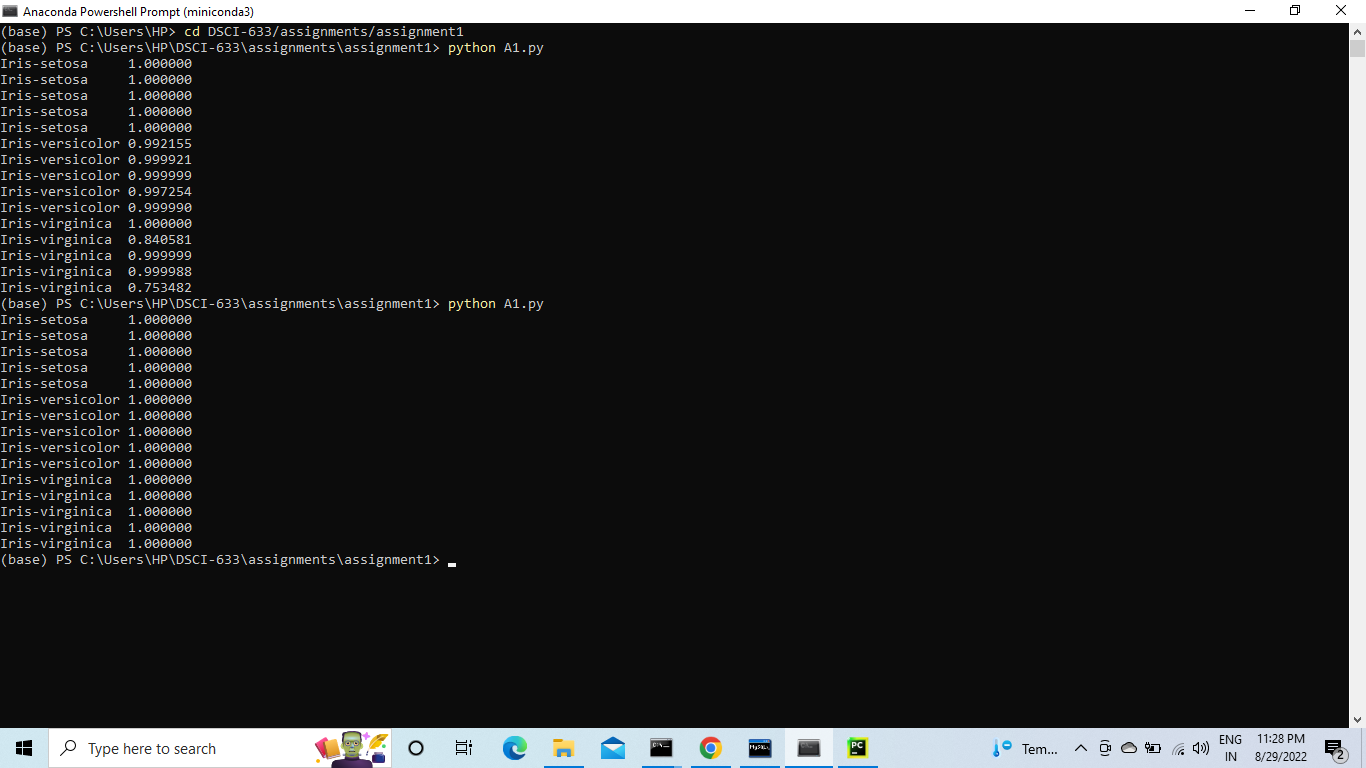 Anaconda Powershell Prompt (miniconda3)
(base) PS C:\Users\HP> cd DSCI-633/assignments/assignment1
(base) PS C:\Users\HP\DSCI-633\assignments\assignment1> python A1.py
Iris-setosa     1.000000
Iris-setosa     1.000000
Iris-setosa     1.000000
Iris-setosa     1.000000
Iris-setosa     1.000000
Iris-versicolor 0.992155
Iris-versicolor 0.999921
Iris-versicolor 0.999999
Iris-versicolor 0.997254
Iris-versicolor 0.999990
Iris-virginica  1.000000
Iris-virginica  0.840581
Iris-virginica  0.999999
Iris-virginica  0.999988
Iris-virginica  0.753482
(base) PS C:\Users\HP\DSCI-633\assignments\assignment1> python A1.py
Iris-setosa     1.000000
Iris-setosa     1.000000
Iris-setosa     1.000000
Iris-setosa     1.000000
Iris-setosa     1.000000
Iris-versicolor 1.000000
Iris-versicolor 1.000000
Iris-versicolor 1.000000
Iris-versicolor 1.000000
Iris-versicolor 1.000000
Iris-virginica  1.000000
Iris-virginica  1.000000
Iris-virginica  1.000000
Iris-virginica  1.000000
Iris-virginica  1.000000
(base) PS C:\Users\HP\DSCI-633\assignments\assignment1>
Type here to search
MySQL
PC
Tem...
ENG
IN
11:28 PM
8/29/2022
2